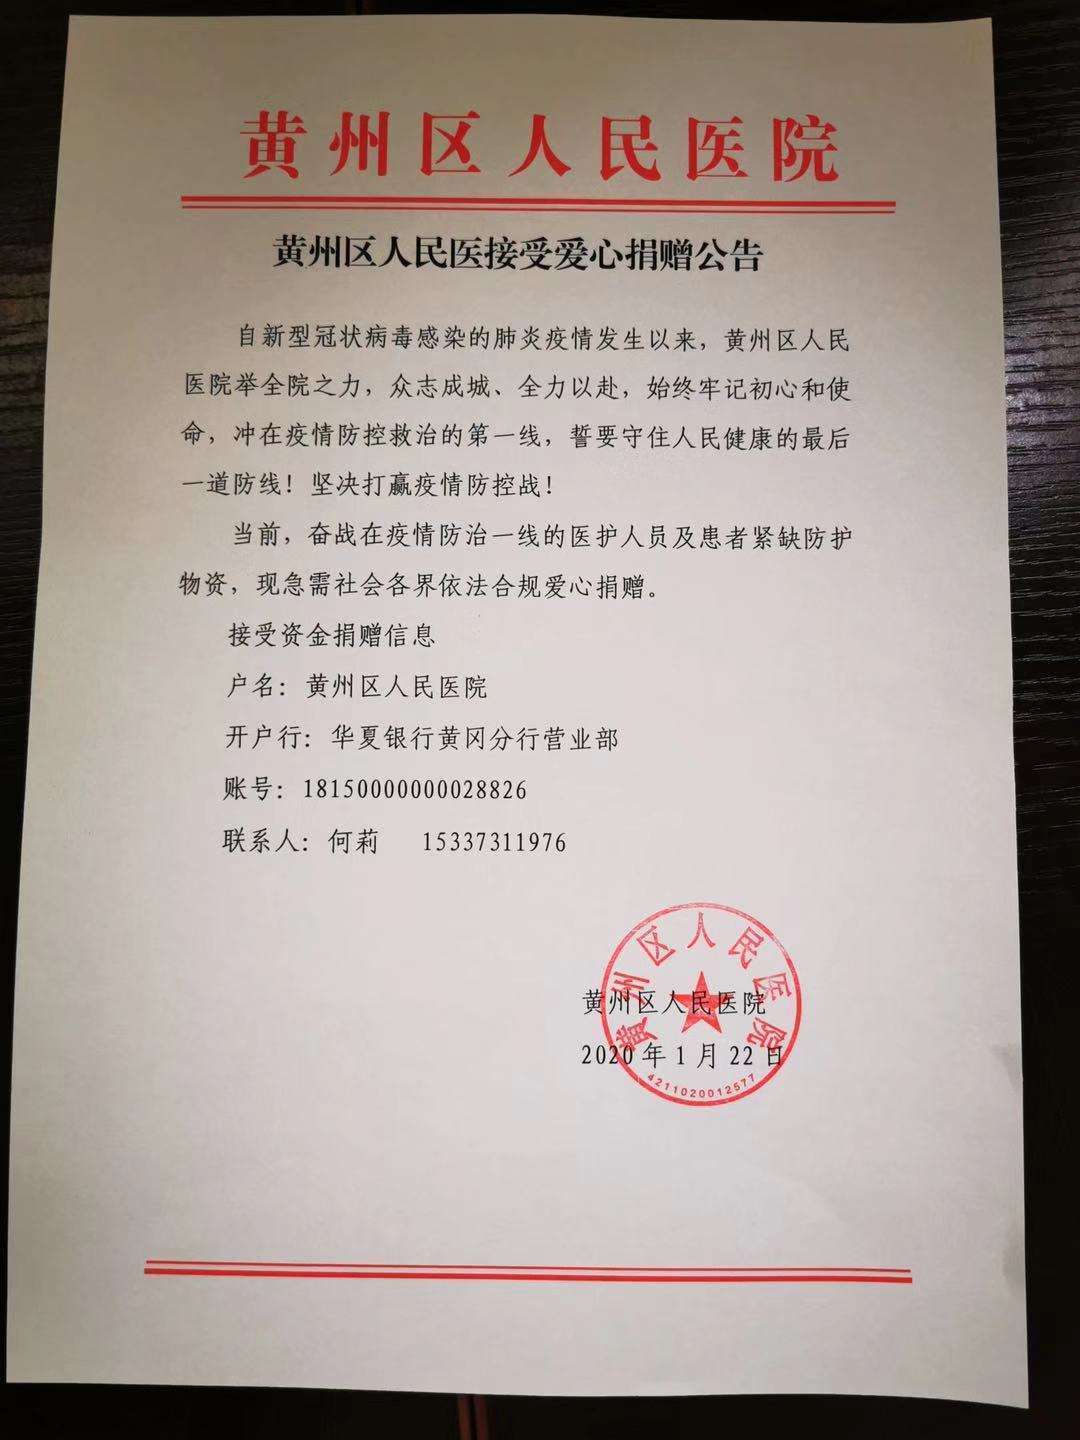 黄州区人民医院
黄州区人民医接受爱心捐赠公告
自新型冠状病毒感染的肺炎疫情发生以来，黄州区人民
医院举全院之力，众志成城、全力以赴，始终牢记初心和使
命，冲在疫情防控救治的第一线，誓要守住人民健康的最后
一道防线！坚决打赢疫情防控战！
当前，奋战在疫情防治一线的医护人员及患者紧缺防护
物资，现急需社会各界依法合规爱心捐赠。
接受资金捐赠信息
户名：黄州区人民医院
开户行：华夏银行黄冈分行营业部
账号：18150000000028826
联系人：何莉 15337311976
黄州区人民医院
黄州区人民医院
2020年1月22日
4211020012577